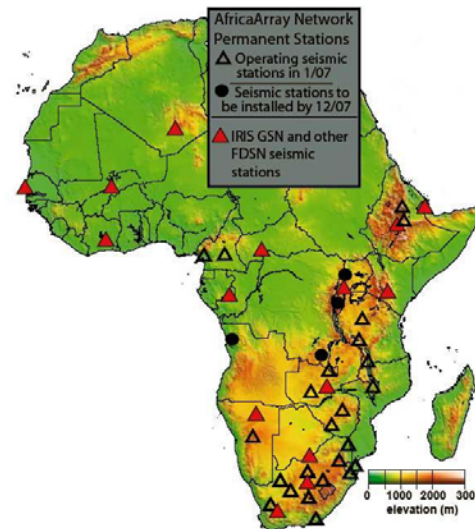 AfricaArray Network
Permanent Stations
Operating seismic
stations in 1/07
Seismic stations to
be installed by 12/07
IRIS GSN and other
FDSN seismic
stations
0 1000 2000 300
elevation (m)